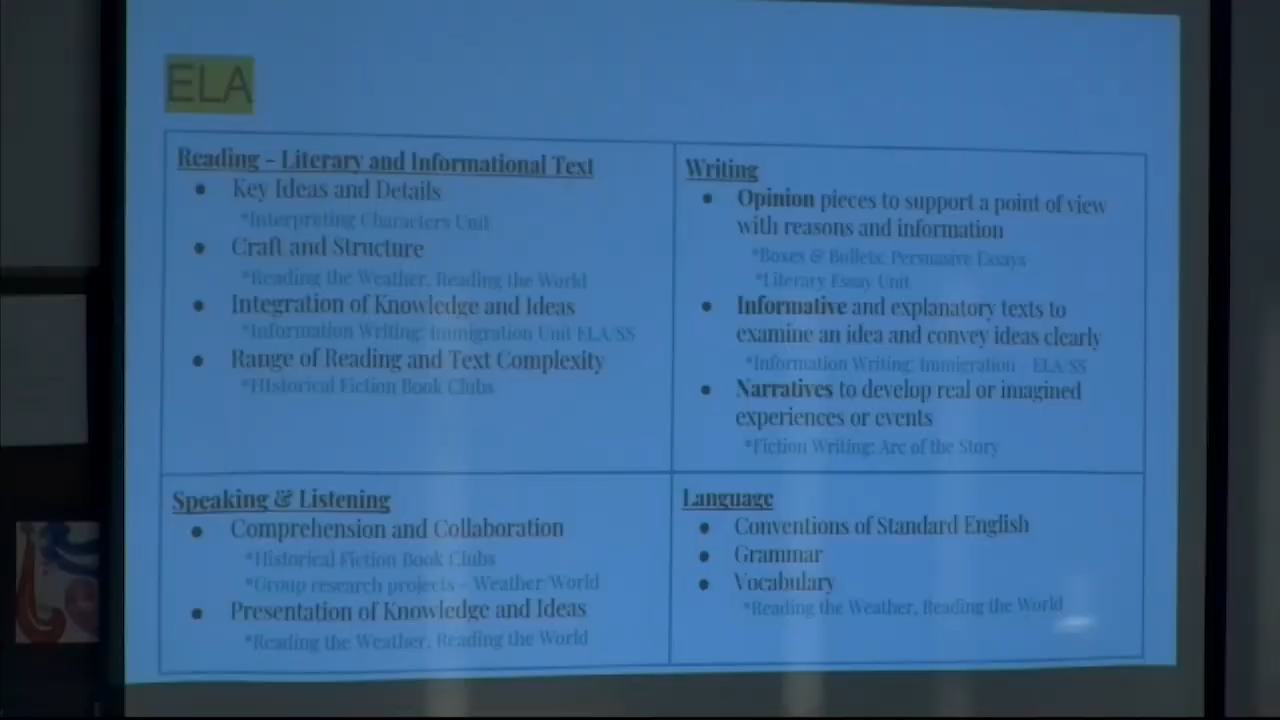 ELA
Reading - Literary and Informational Text
● Key Ideas and Details
*Interpreting Characters Unit
● Craft and Structure
*Reading the Weather, Reading the World
● Integration of Knowledge and Ideas
*Information Writing: Immigration Unit ELA/SS
● Range of Reading and Text Complexity
*Historical Fiction Book Clubs
Writing
● Opinion pieces to support a point of view
with reasons and information
*Boxes & Bullets: Persuasive Essays
*Literary Essay Unit
● Informative and explanatory texts to
examine an idea and convey ideas clearly
*Information Writing: Immigration - ELA/SS
● Narratives to develop real or imagined
experiences or events
*Fiction Writing: Arc of the Story
Speaking & Listening
● Comprehension and Collaboration
*Historical Fiction Book Clubs
*Group research projects - Weather/World
● Presentation of Knowledge and Ideas
*Reading the Weather, Reading the World
Language
● Conventions of Standard English
● Grammar
● Vocabulary
*Reading the Weather, Reading the World